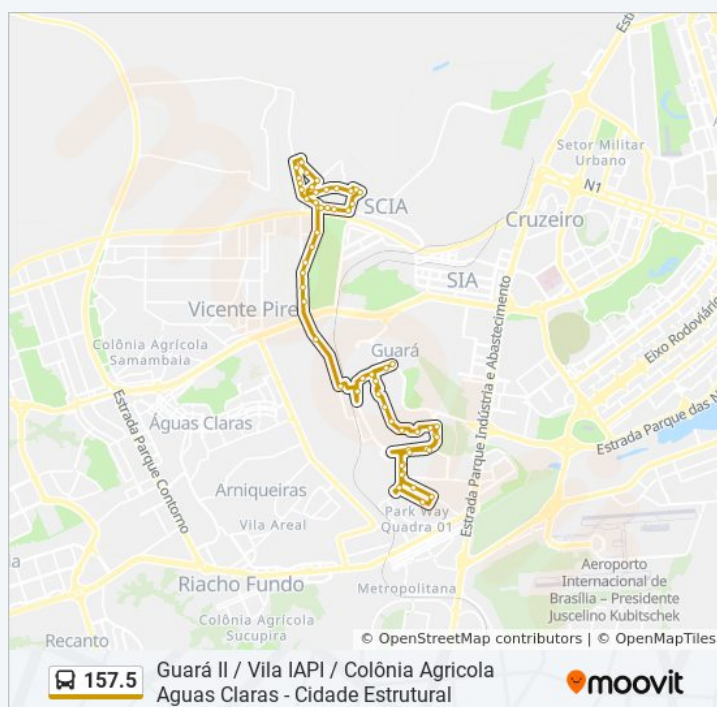 Estr
Setor Militar
Urbano
N1
SCIA
Cruzeiro
SIA
Vicente Pire
Colônia Agrícola
Samambaia
Guará
Eixo Rodoviári
Estrada Parque Indústria e Abastecimento
Estrada Parque das N
Águas Claras
Estrada Parque Contorno
Arniqueiras
Vila Areal
Park Way
Quadra 01
a
Riacho Fundo
Metropolitana
Aeroporto
Internacional de
Brasília – Presidente
Juscelino Kubitschek
Colônia Agrícola
Sucupira
Recanto
© OpenStreetMap contributors | © OpenMapTiles
157.5
Guará II / Vila IAPI / Colônia Agricola
Aguas Claras - Cidade Estrutural
moovit